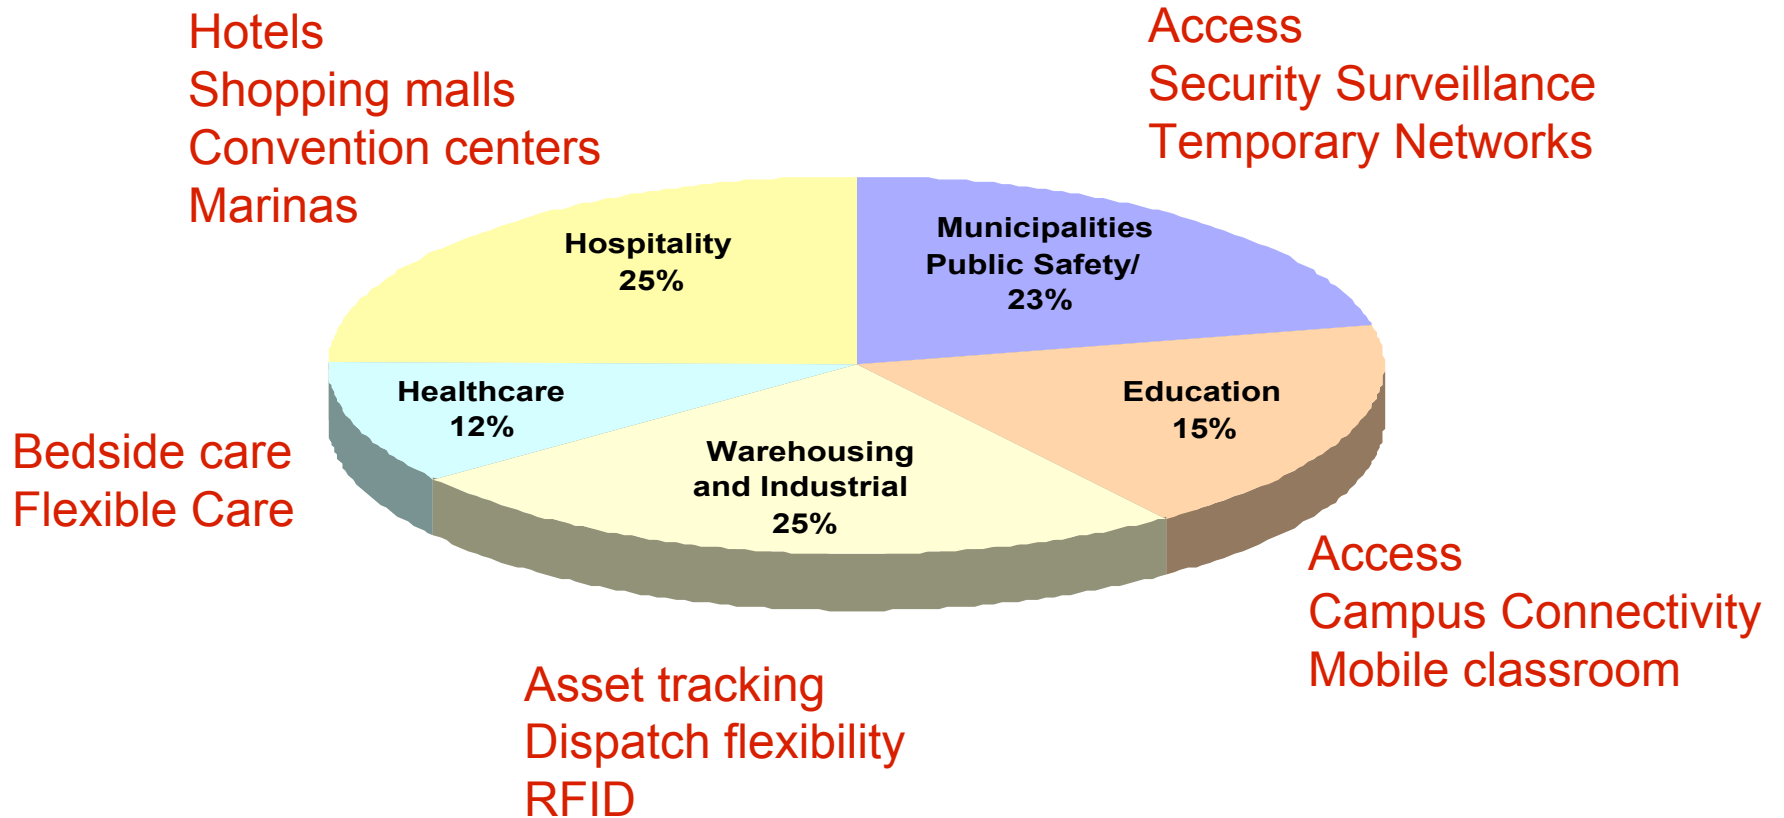 Hotels
Shopping malls
Convention centers
Marinas
Access
Security Surveillance
Temporary Networks
Hospitality
25%
Municipalities
Public Safety/
23%
Healthcare
12%
Education
15%
Warehousing
and Industrial
25%
Bedside care
Flexible Care
Access
Campus Connectivity
Mobile classroom
Asset tracking
Dispatch flexibility
RFID